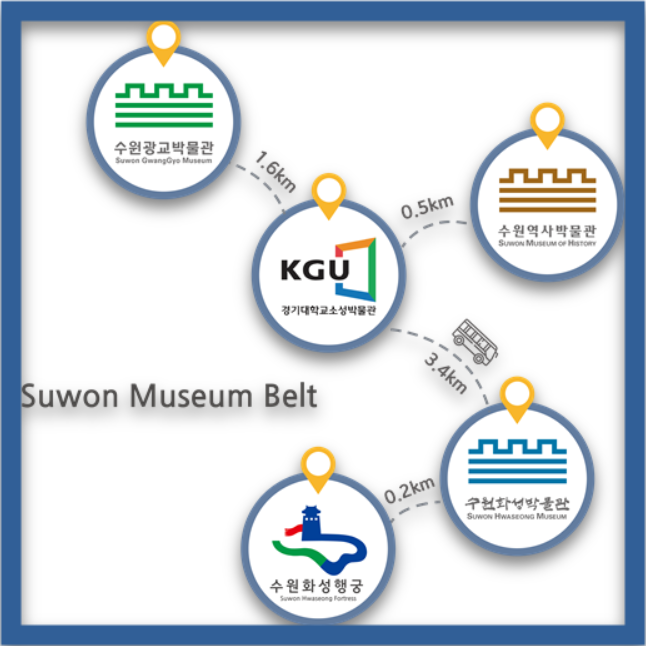 수원광교박물관
Suwon GwangGyo Museum
1.6km
0.5km
수원역사박물관
SUWON MUSEUM OF HISTORY
KGU
경기대학교소성박물관
3.4km
Suwon Museum Belt
수원화성박물관
SUWON HWASEONG MUSEUM
0.2km
수원화성행궁
Suwon Hwaseong Fortress